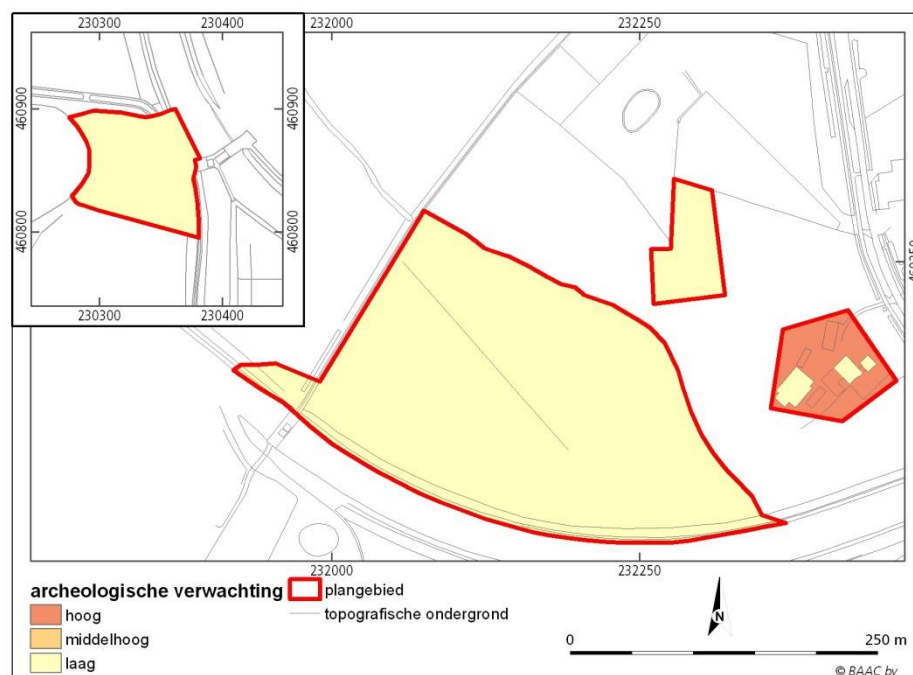 230300 230400
232000 232250
460900
460800
460250
230300 230400
232000 232250
archeologische verwachting
hoog
middelhoog
laag
plangebied
topografische ondergrond
N
0 250 m
© BAAC bv